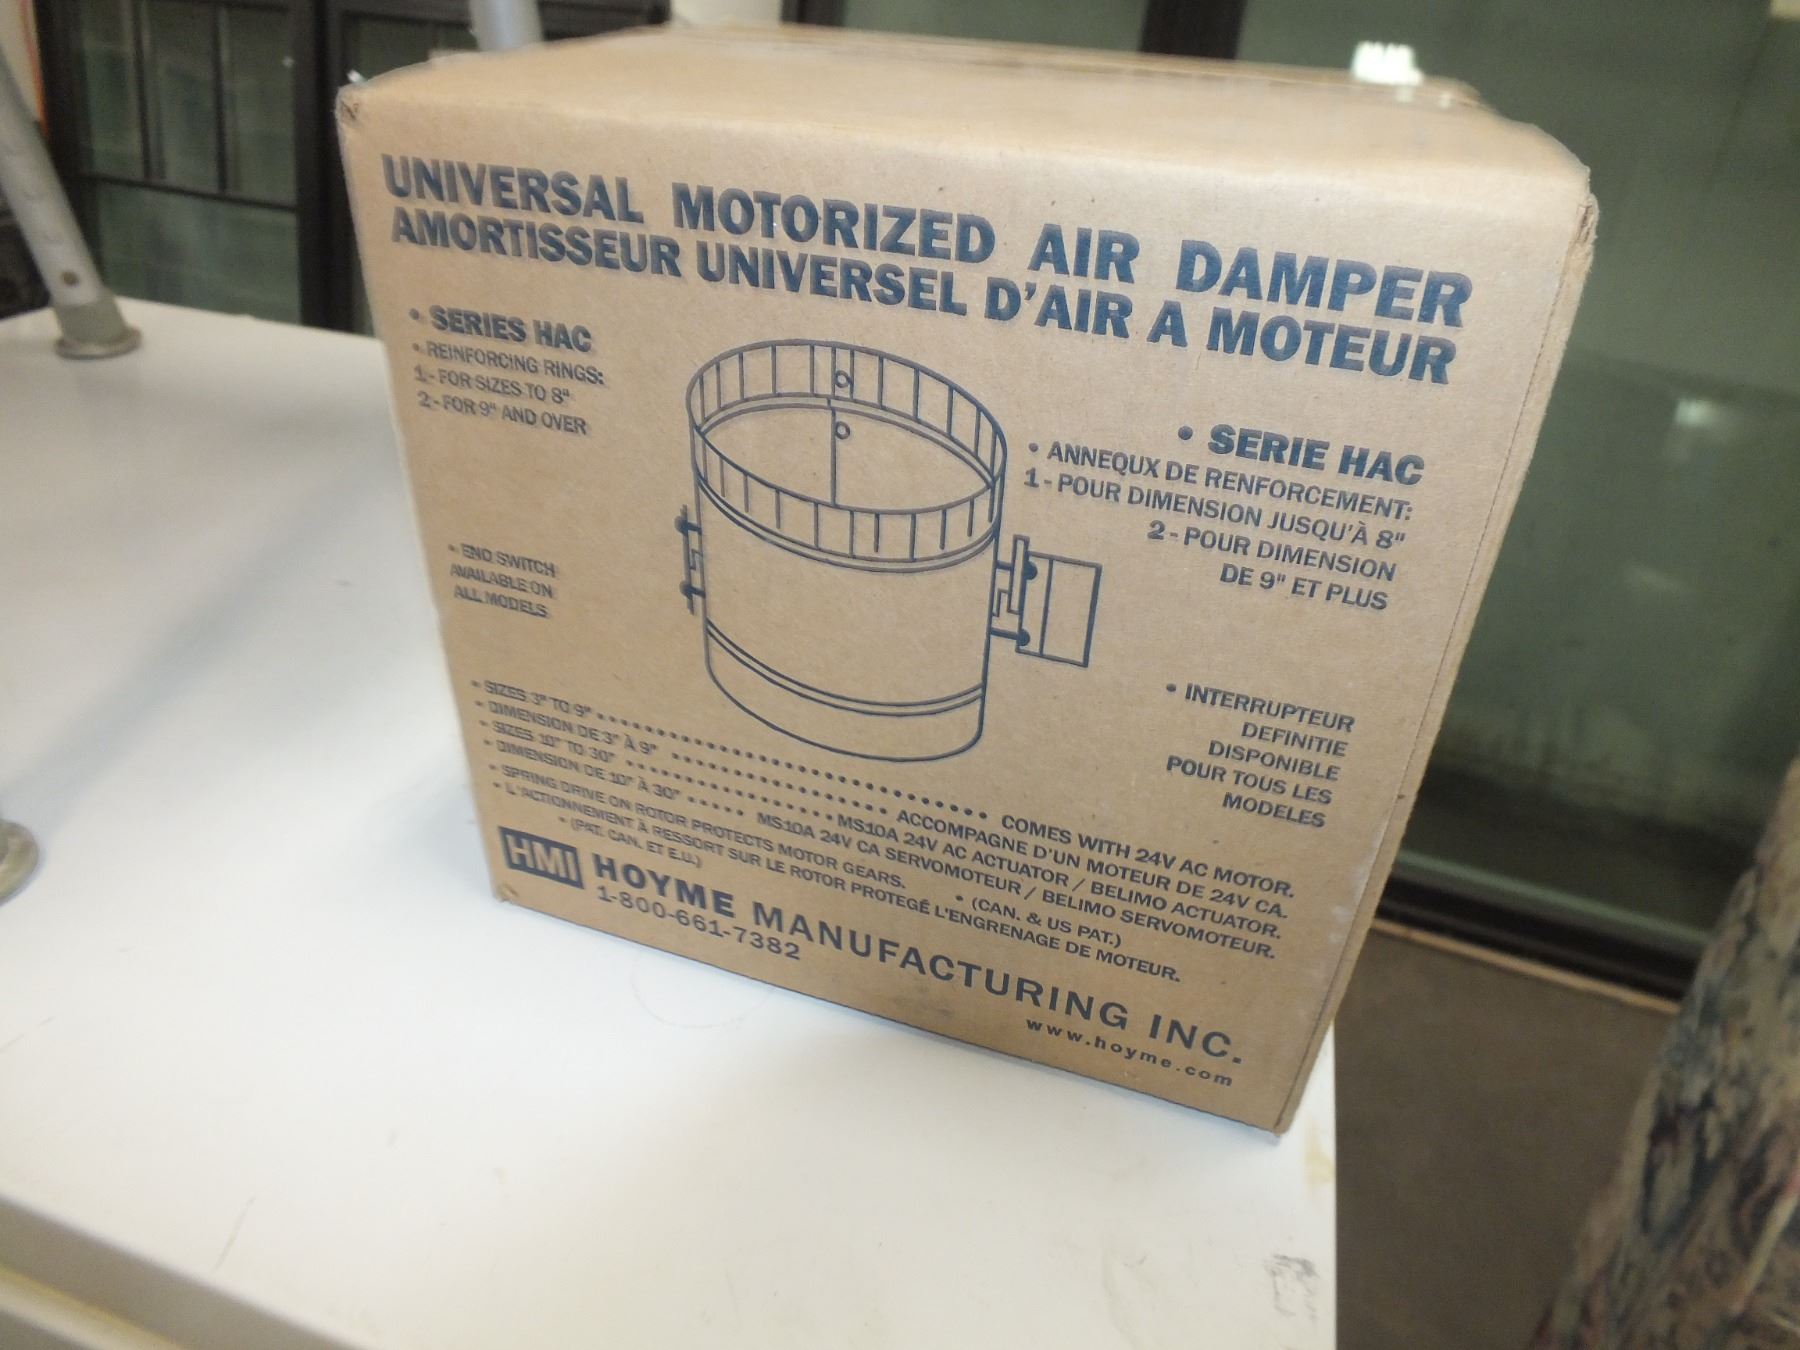 UNIVERSAL MOTORIZED AIR DAMPER
AMORTISSEUR UNIVERSEL D'AIR A MOTEUR
• SERIES HAC
• REINFORCING RINGS:
1.- FOR SIZES TO 8"
2.- FOR 9" AND OVER
• SERIE HAC
• ANNEQUX DE RENFORCEMENT:
1 - POUR DIMENSION JUSQU'À 8"
2 - POUR DIMENSION
DE 9" ET PLUS
• END SWITCH
AVAILABLE ON
ALL MODELS
• INTERRUPTEUR
DEFINITIE
DISPONIBLE
POUR TOUS LES
MODELES
• SIZES 3" TO 9" COMES WITH 24V AC MOTOR.
• DIMENSION DE 3" À 9" ACCOMPAGNE D'UN MOTEUR DE 24V CA.
• SIZES 10" TO 30" MS10A 24V AC ACTUATOR / BELIMO ACTUATOR.
• DIMENSION DE 10" À 30" MS10A 24V CA SERVOMOTEUR / BELIMO SERVOMOTEUR.
• SPRING DRIVE ON ROTOR PROTECTS MOTOR GEARS. • (CAN. & US PAT.)
• L'ACTIONNEMENT À RESSORT SUR LE ROTOR PROTEGÉ L'ENGRENAGE DE MOTEUR.
• (PAT. CAN. ET E.U.)
HMI HOYME MANUFACTURING INC.
1-800-661-7382
www.hoyme.com